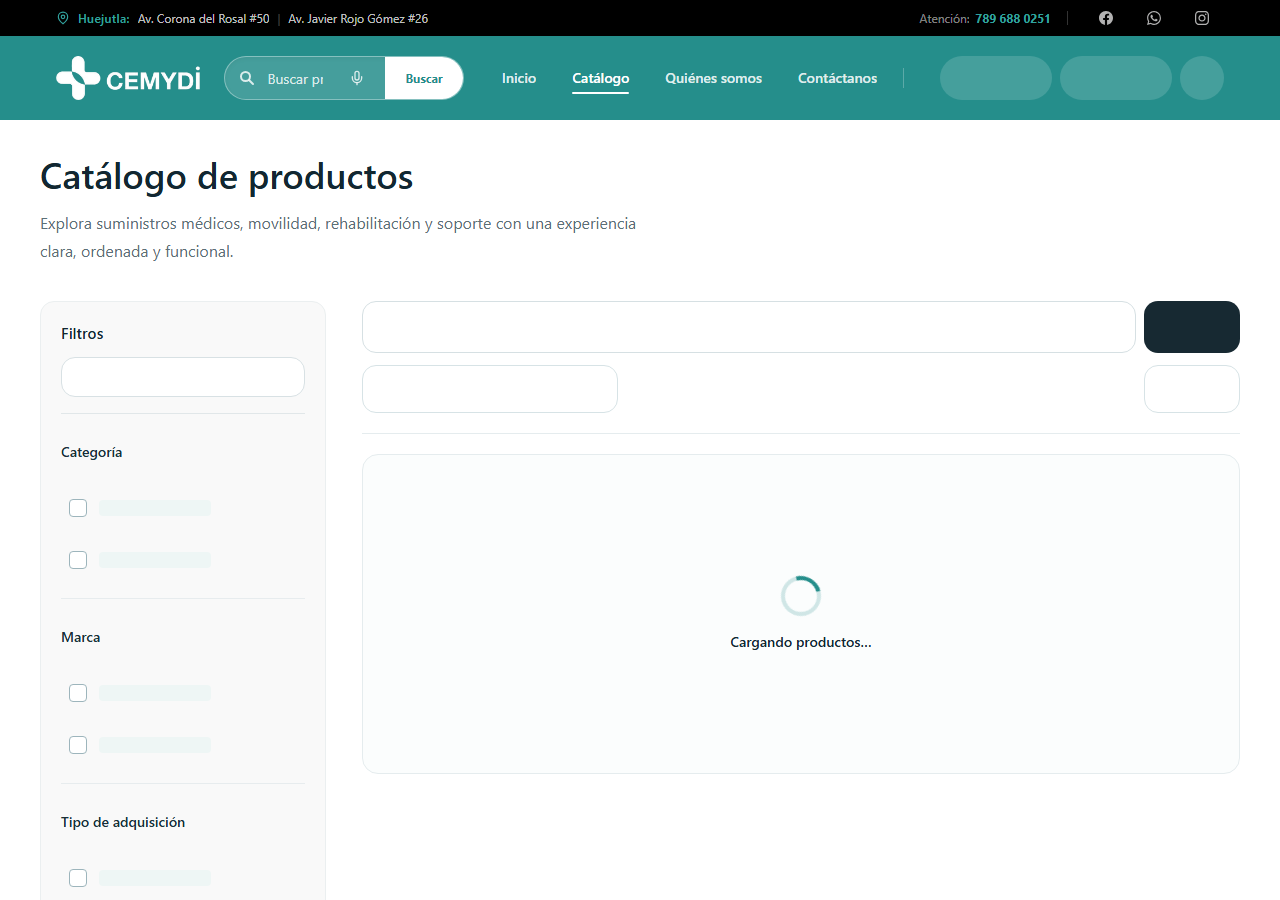 Huejutla: Av. Corona del Rosal #50 | Av. Javier Rojo Gómez #26
Atención: 789 688 0251
CEMYDİ
Buscar pr
Buscar
Inicio
Catálogo
Quiénes somos
Contáctanos
Catálogo de productos
Explora suministros médicos, movilidad, rehabilitación y soporte con una experiencia
clara, ordenada y funcional.
Filtros
Categoría
Marca
Tipo de adquisición
Cargando productos...